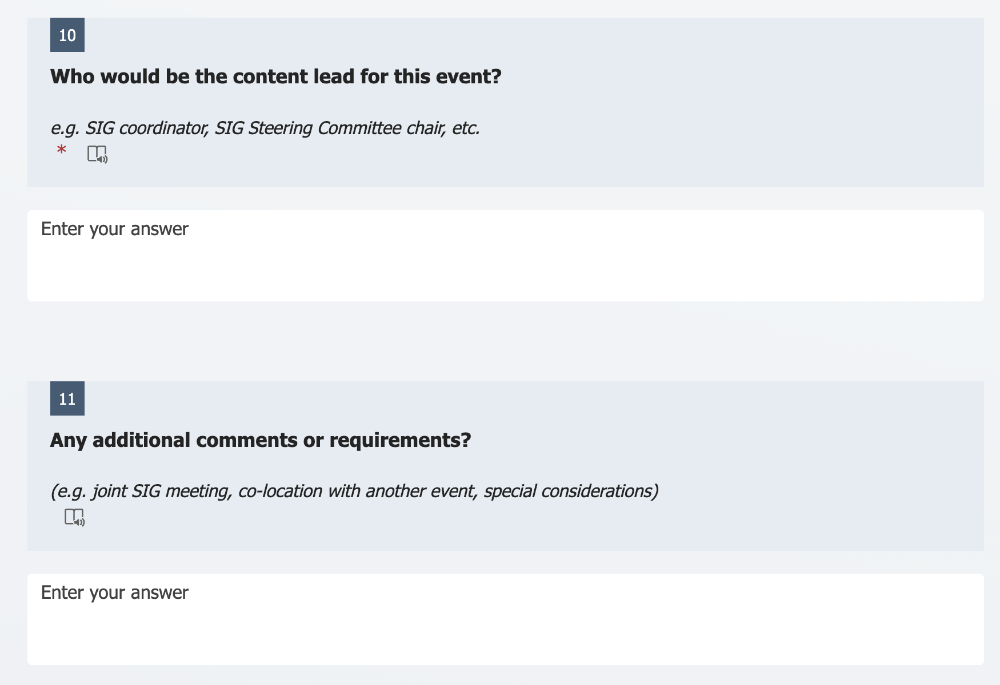 10
Who would be the content lead for this event?
e.g. SIG coordinator, SIG Steering Committee chair, etc.
*
Enter your answer
11
Any additional comments or requirements?
(e.g. joint SIG meeting, co-location with another event, special considerations)
Enter your answer